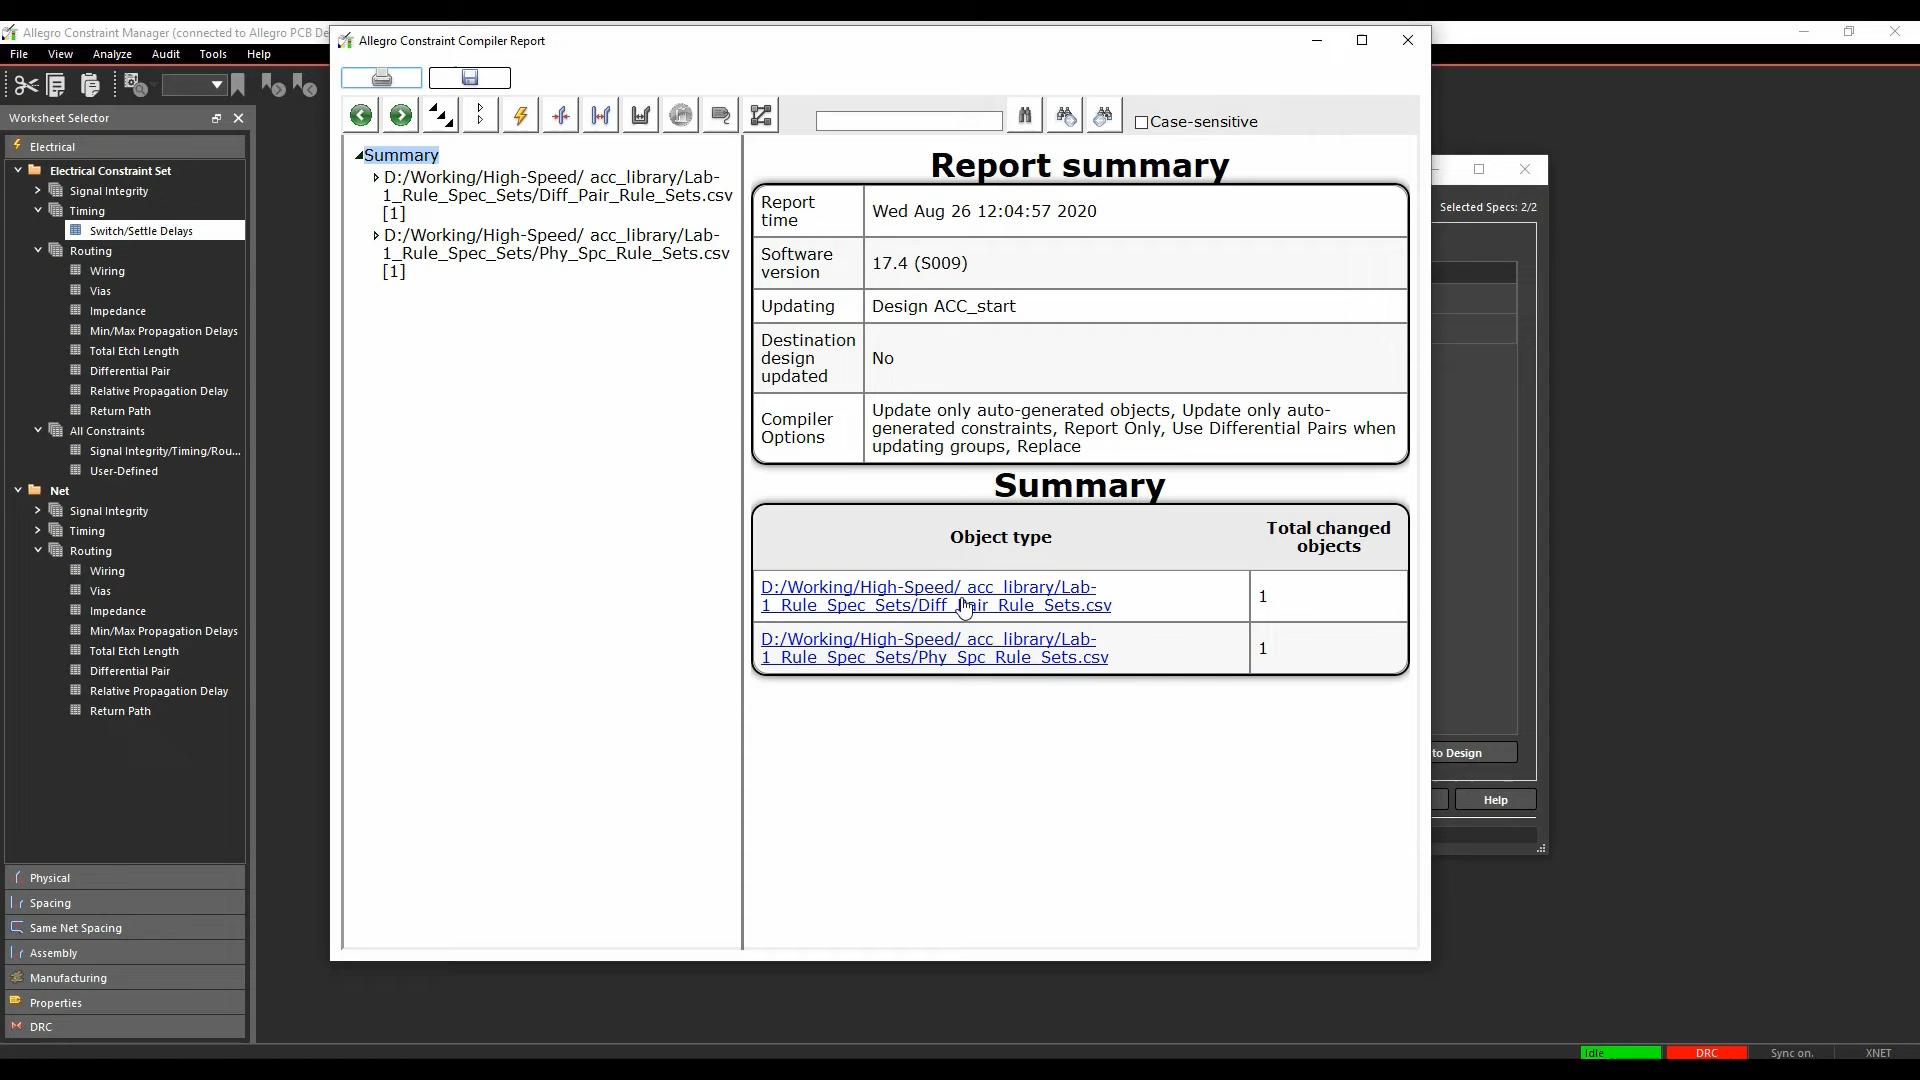 Allegro Constraint Manager (connected to Allegro PCB De
File View Analyze Audit Tools Help
Worksheet Selector
Electrical
Electrical Constraint Set
Signal Integrity
Timing
Switch/Settle Delays
Routing
Wiring
Vias
Impedance
Min/Max Propagation Delays
Total Etch Length
Differential Pair
Relative Propagation Delay
Return Path
All Constraints
Signal Integrity/Timing/Rou...
User-Defined
Net
Signal Integrity
Timing
Routing
Wiring
Vias
Impedance
Min/Max Propagation Delays
Total Etch Length
Differential Pair
Relative Propagation Delay
Return Path
Physical
Spacing
Same Net Spacing
Assembly
Manufacturing
Properties
DRC
Allegro Constraint Compiler Report
Case-sensitive
Summary
D:/Working/High-Speed/ acc_library/Lab-
1_Rule_Spec_Sets/Diff_Pair_Rule_Sets.csv
[1]
D:/Working/High-Speed/ acc_library/Lab-
1_Rule_Spec_Sets/Phy_Spc_Rule_Sets.csv
[1]
Report summary
Report
time
Wed Aug 26 12:04:57 2020
Software
version
17.4 (S009)
Updating
Design ACC_start
Destination
design
updated
No
Compiler
Options
Update only auto-generated objects, Update only auto-
generated constraints, Report Only, Use Differential Pairs when
updating groups, Replace
Summary
Object type
Total changed
objects
D:/Working/High-Speed/ acc_library/Lab-
1_Rule_Spec_Sets/Diff_Pair_Rule_Sets.csv
1
D:/Working/High-Speed/ acc_library/Lab-
1_Rule_Spec_Sets/Phy_Spc_Rule_Sets.csv
1
Selected Specs: 2/2
to Design
Help
Idle DRC Sync on. XNET